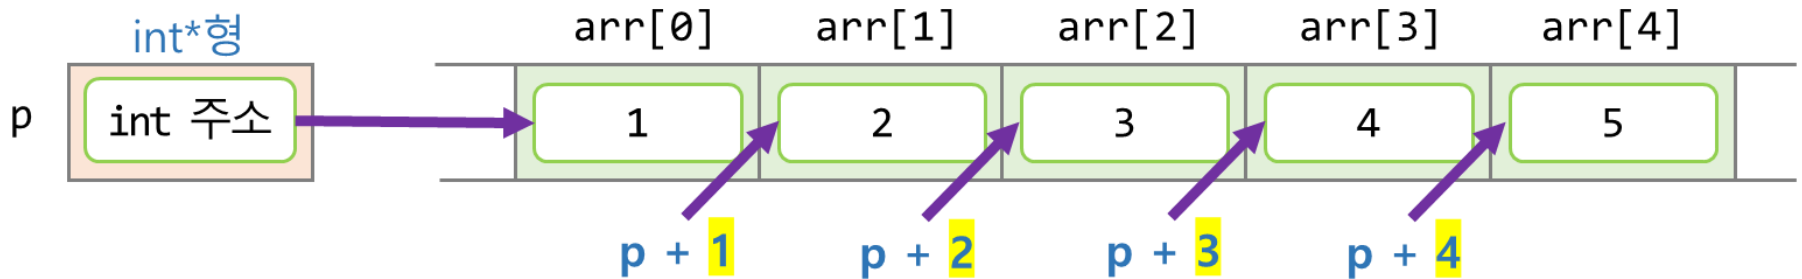 int*형 arr[0] arr[1] arr[2] arr[3] arr[4]
p int 주소 1 2 3 4 5
p + 1 p + 2 p + 3 p + 4